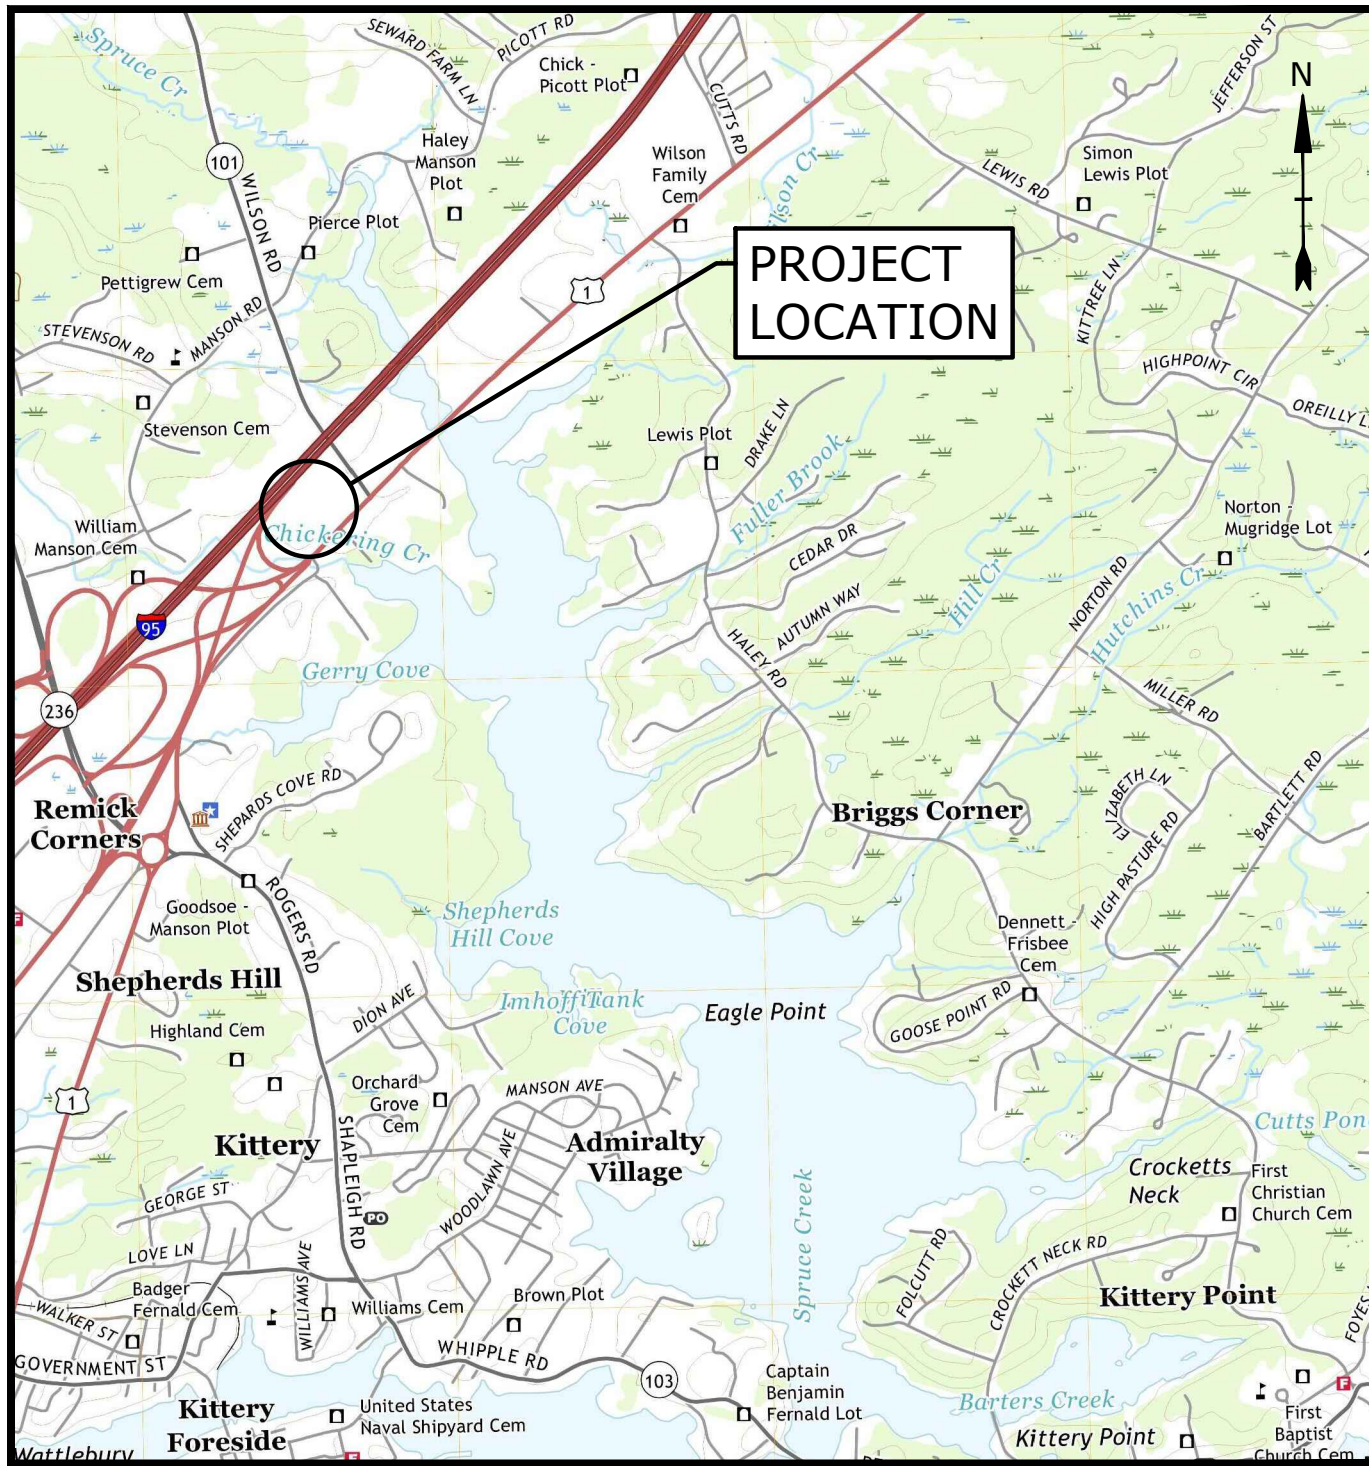 Spruce Cr
SEWARD FARM LN
PICOTT RD
Chick -
Picott Plot
CUTTS RD
JEFFERSON ST
N
101
WILSON RD
Haley
Manson
Plot
Wilson
Family
Cem
LEWIS RD
Simon
Lewis Plot
Pierce Plot
Pettigrew Cem
PROJECT
LOCATION
1
KITTREE LN
STEVENSON RD
MANSON RD
HIGHPOINT CIR
Stevenson Cem
Lewis Plot
DRAKE LN
Fuller Brook
William
Manson Cem
Chickering Cr
CEDAR DR
Norton -
Mugridge Lot
95
AUTUMN WAY
Hill Cr
NORTON RD
Hutchins Cr
HALEY RD
Gerry Cove
236
MILLER RD
SHEPARDS COVE RD
Remick
Corners
Briggs Corner
ELIZABETH LN
BARTLETT RD
HIGH PASTURE RD
Goodsoe -
Manson Plot
ROGERS RD
Shepherds
Hill Cove
Dennett -
Frisbee
Cem
Shepherds Hill
DION AVE
Tank
Cove
Eagle Point
GOOSE POINT RD
Highland Cem
1
Orchard
Grove
Cem
MANSON AVE
Kittery
SHAPLEIGH RD
WOODLAWN AVE
Admiralty
Village
Crocketts
Neck
First
Christian
Church Cem
GEORGE ST
PO
LOVE LN
WILLIAMS AVE
Spruce Creek
FOLCUTT RD
CROCKETT NECK RD
Badger
Fernald Cem
Williams Cem
Brown Plot
Kittery Point
WALKER ST
GOVERNMENT ST
WHIPPLE RD
103
Captain
Benjamin
Fernald Lot
Barters Creek
F
Kittery
Foreside
United States
Naval Shipyard Cem
Kittery Point
First
Baptist
Church Cem
Wattlebury